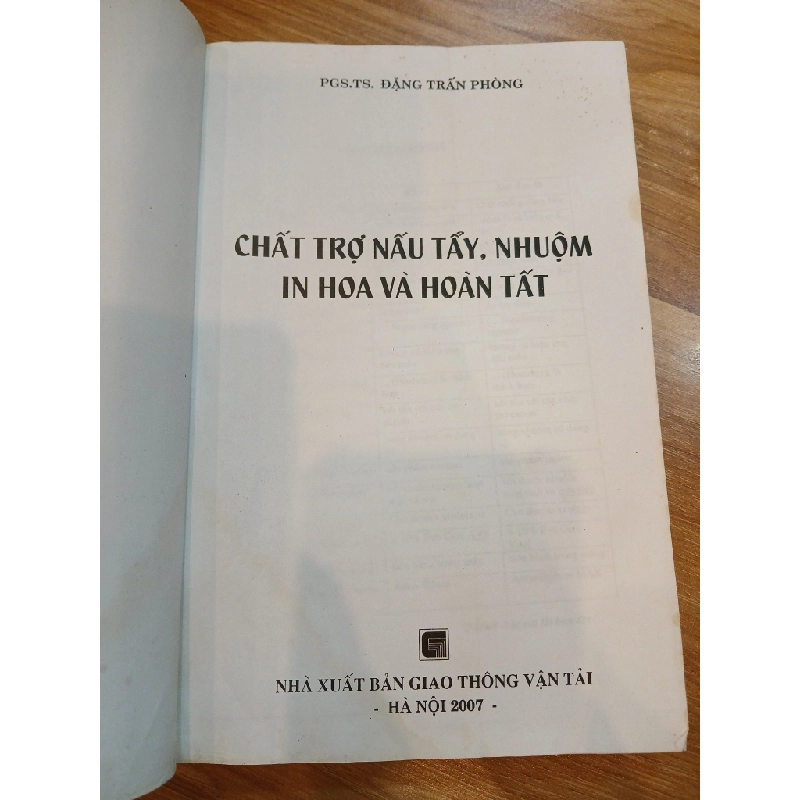 PGS.TS. ĐẶNG TRẤN PHÒNG
CHẤT TRỢ NẤU TẨY, NHUỘM
IN HOA VÀ HOÀN TẤT
NHÀ XUẤT BẢN GIAO THÔNG VẬN TẢI
- HÀ NỘI 2007 -